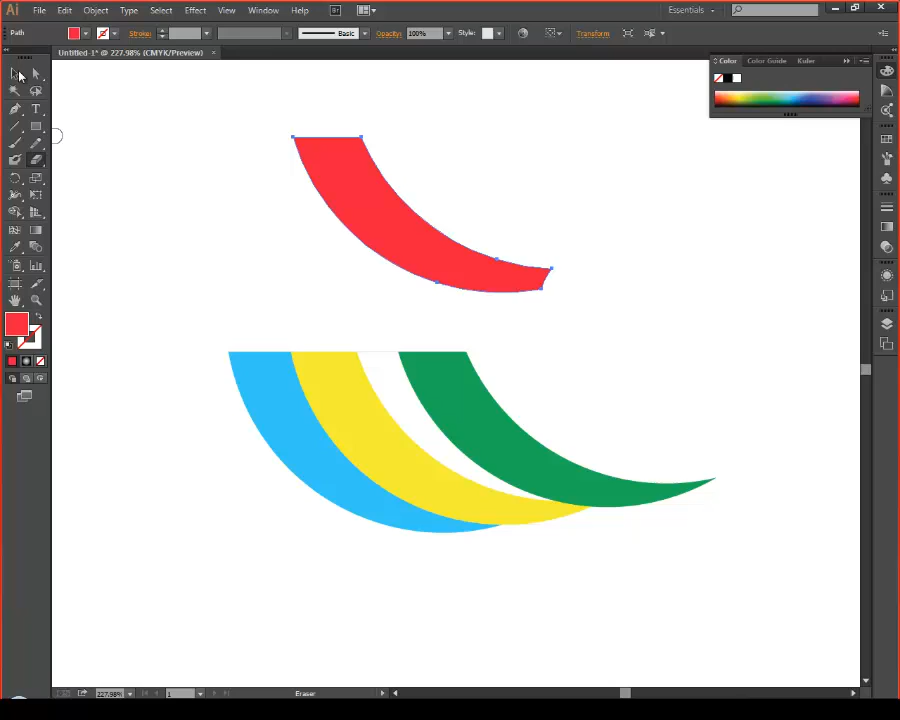 Ai File Edit Object Type Select Effect View Window Help Br Essentials
Path Stroke: Basic Opacity: 100% Style: Transform
Untitled-1* @ 227.98% (CMYK/Preview) ×
Color Color Guide Kuler
T
227.98% 1 Eraser